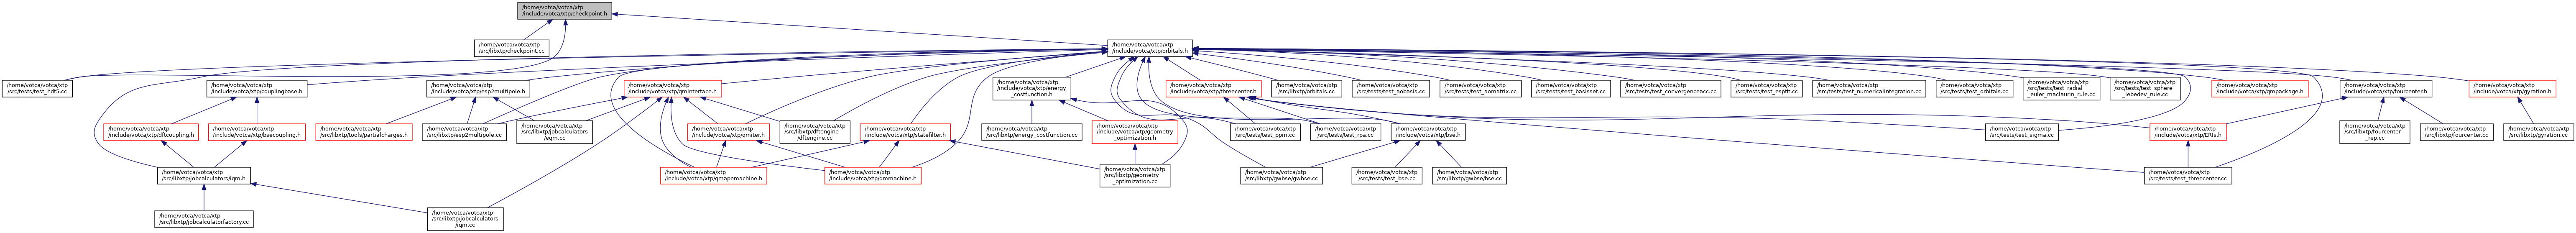 /home/votca/votca/xtp
/include/votca/xtp/checkpoint.h
/home/votca/votca/xtp
/src/libxtp/checkpoint.cc
/home/votca/votca/xtp
/include/votca/xtp/orbitals.h
/home/votca/votca/xtp
/src/tests/test_hdf5.cc
/home/votca/votca/xtp
/include/votca/xtp/couplingbase.h
/home/votca/votca/xtp
/include/votca/xtp/esp2multipole.h
/home/votca/votca/xtp
/include/votca/xtp/qminterface.h
/home/votca/votca/xtp
/include/votca/xtp/energy
_costfunction.h
/home/votca/votca/xtp
/include/votca/xtp/threecenter.h
/home/votca/votca/xtp
/src/libxtp/orbitals.cc
/home/votca/votca/xtp
/src/tests/test_aobasis.cc
/home/votca/votca/xtp
/src/tests/test_aomatrix.cc
/home/votca/votca/xtp
/src/tests/test_basisset.cc
/home/votca/votca/xtp
/src/tests/test_convergenceacc.cc
/home/votca/votca/xtp
/src/tests/test_espfit.cc
/home/votca/votca/xtp
/src/tests/test_numericalintegration.cc
/home/votca/votca/xtp
/src/tests/test_orbitals.cc
/home/votca/votca/xtp
/src/tests/test_radial
_euler_maclaurin_rule.cc
/home/votca/votca/xtp
/src/tests/test_sphere
_lebedev_rule.cc
/home/votca/votca/xtp
/include/votca/xtp/qmpackage.h
/home/votca/votca/xtp
/include/votca/xtp/fourcenter.h
/home/votca/votca/xtp
/include/votca/xtp/gyration.h
/home/votca/votca/xtp
/include/votca/xtp/dftcoupling.h
/home/votca/votca/xtp
/include/votca/xtp/bsecoupling.h
/home/votca/votca/xtp
/src/libxtp/tools/partialcharges.h
/home/votca/votca/xtp
/src/libxtp/esp2multipole.cc
/home/votca/votca/xtp
/src/libxtp/jobcalculators
/eqm.cc
/home/votca/votca/xtp
/include/votca/xtp/qmiter.h
/home/votca/votca/xtp
/src/libxtp/dftengine
/dftengine.cc
/home/votca/votca/xtp
/include/votca/xtp/statefilter.h
/home/votca/votca/xtp
/src/libxtp/energy_costfunction.cc
/home/votca/votca/xtp
/include/votca/xtp/geometry
_optimization.h
/home/votca/votca/xtp
/src/tests/test_ppm.cc
/home/votca/votca/xtp
/src/tests/test_rpa.cc
/home/votca/votca/xtp
/include/votca/xtp/bse.h
/home/votca/votca/xtp
/src/tests/test_sigma.cc
/home/votca/votca/xtp
/include/votca/xtp/ERIs.h
/home/votca/votca/xtp
/src/libxtp/fourcenter
_rep.cc
/home/votca/votca/xtp
/src/libxtp/fourcenter.cc
/home/votca/votca/xtp
/src/libxtp/gyration.cc
/home/votca/votca/xtp
/src/libxtp/jobcalculators/iqm.h
/home/votca/votca/xtp
/include/votca/xtp/qmapemachine.h
/home/votca/votca/xtp
/include/votca/xtp/qmmachine.h
/home/votca/votca/xtp
/src/libxtp/geometry
_optimization.cc
/home/votca/votca/xtp
/src/libxtp/gwbse/gwbse.cc
/home/votca/votca/xtp
/src/tests/test_bse.cc
/home/votca/votca/xtp
/src/libxtp/gwbse/bse.cc
/home/votca/votca/xtp
/src/tests/test_threecenter.cc
/home/votca/votca/xtp
/src/libxtp/jobcalculatorfactory.cc
/home/votca/votca/xtp
/src/libxtp/jobcalculators
/iqm.cc